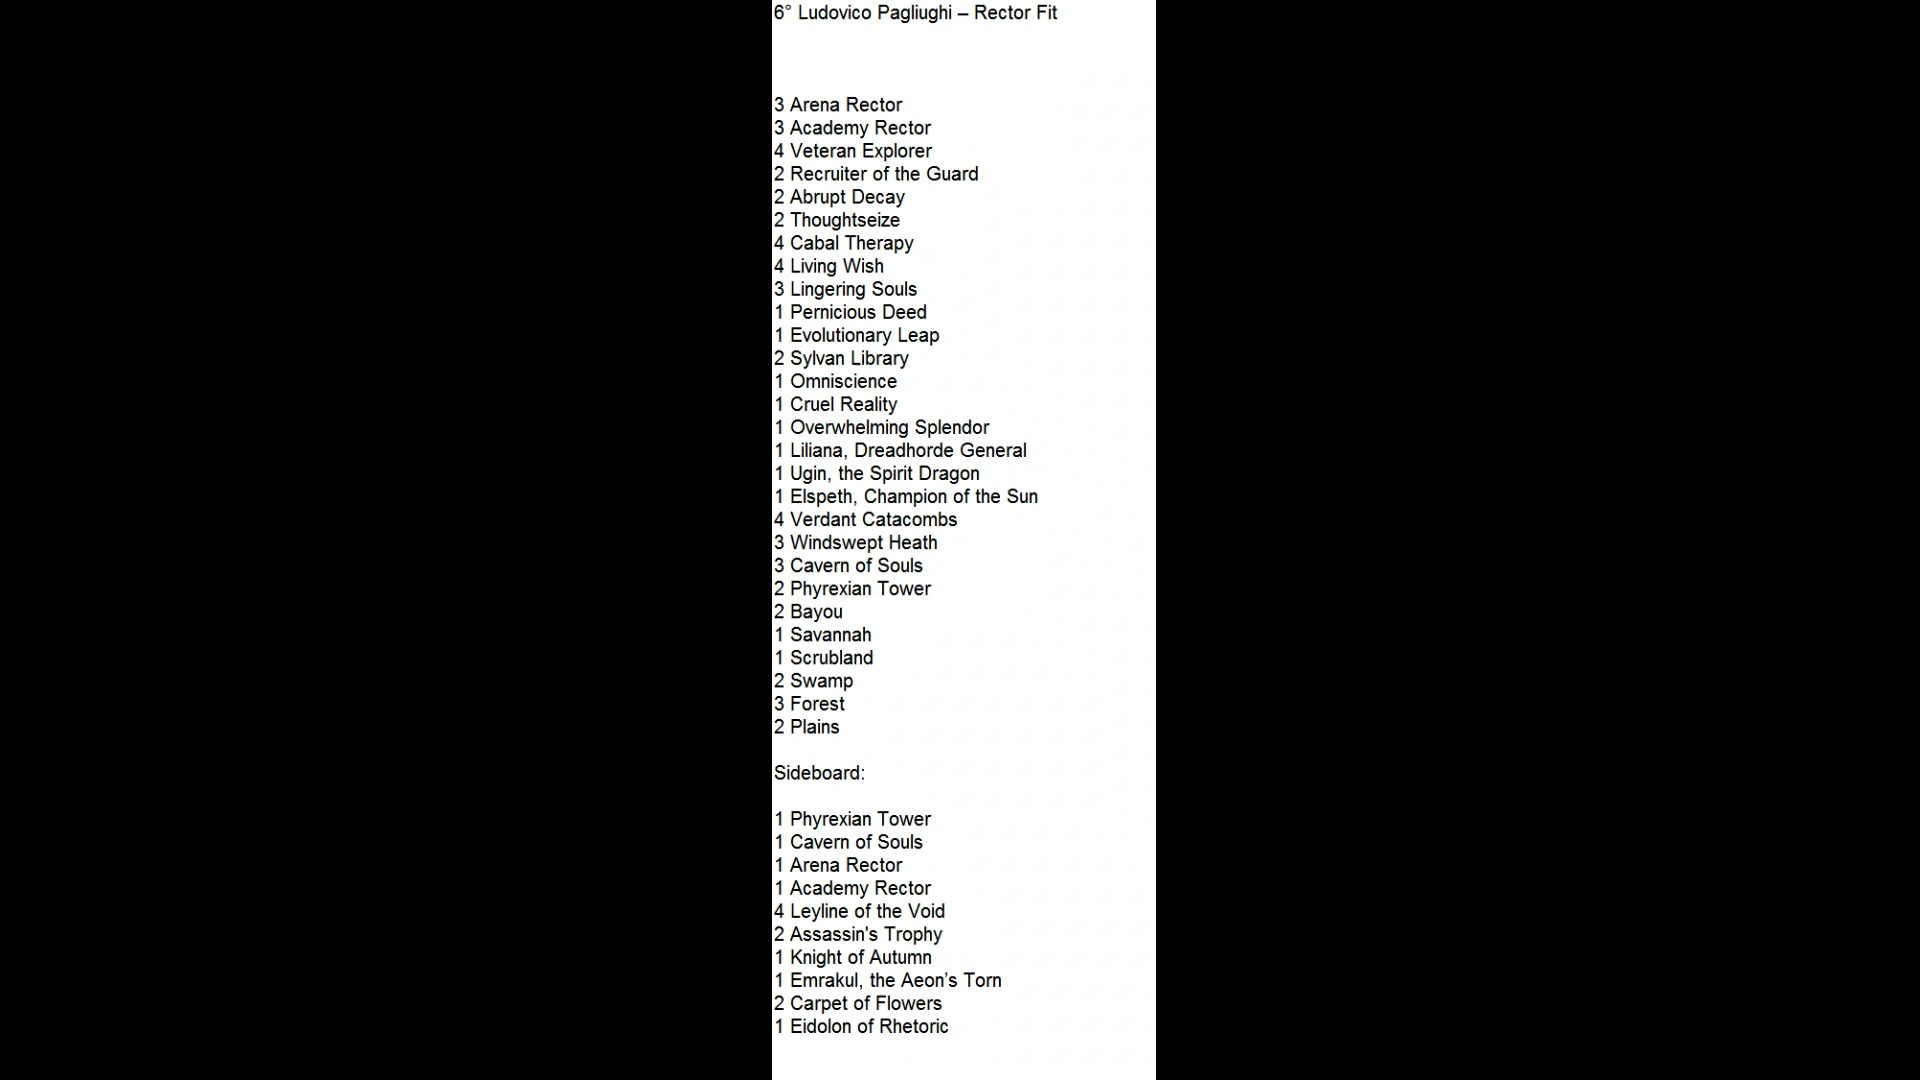 6° Ludovico Pagliughi – Rector Fit
3 Arena Rector
3 Academy Rector
4 Veteran Explorer
2 Recruiter of the Guard
2 Abrupt Decay
2 Thoughtseize
4 Cabal Therapy
4 Living Wish
3 Lingering Souls
1 Pernicious Deed
1 Evolutionary Leap
2 Sylvan Library
1 Omniscience
1 Cruel Reality
1 Overwhelming Splendor
1 Liliana, Dreadhorde General
1 Ugin, the Spirit Dragon
1 Elspeth, Champion of the Sun
4 Verdant Catacombs
3 Windswept Heath
3 Cavern of Souls
2 Phyrexian Tower
2 Bayou
1 Savannah
1 Scrubland
2 Swamp
3 Forest
2 Plains
Sideboard:
1 Phyrexian Tower
1 Cavern of Souls
1 Arena Rector
1 Academy Rector
4 Leyline of the Void
2 Assassin's Trophy
1 Knight of Autumn
1 Emrakul, the Aeon’s Torn
2 Carpet of Flowers
1 Eidolon of Rhetoric